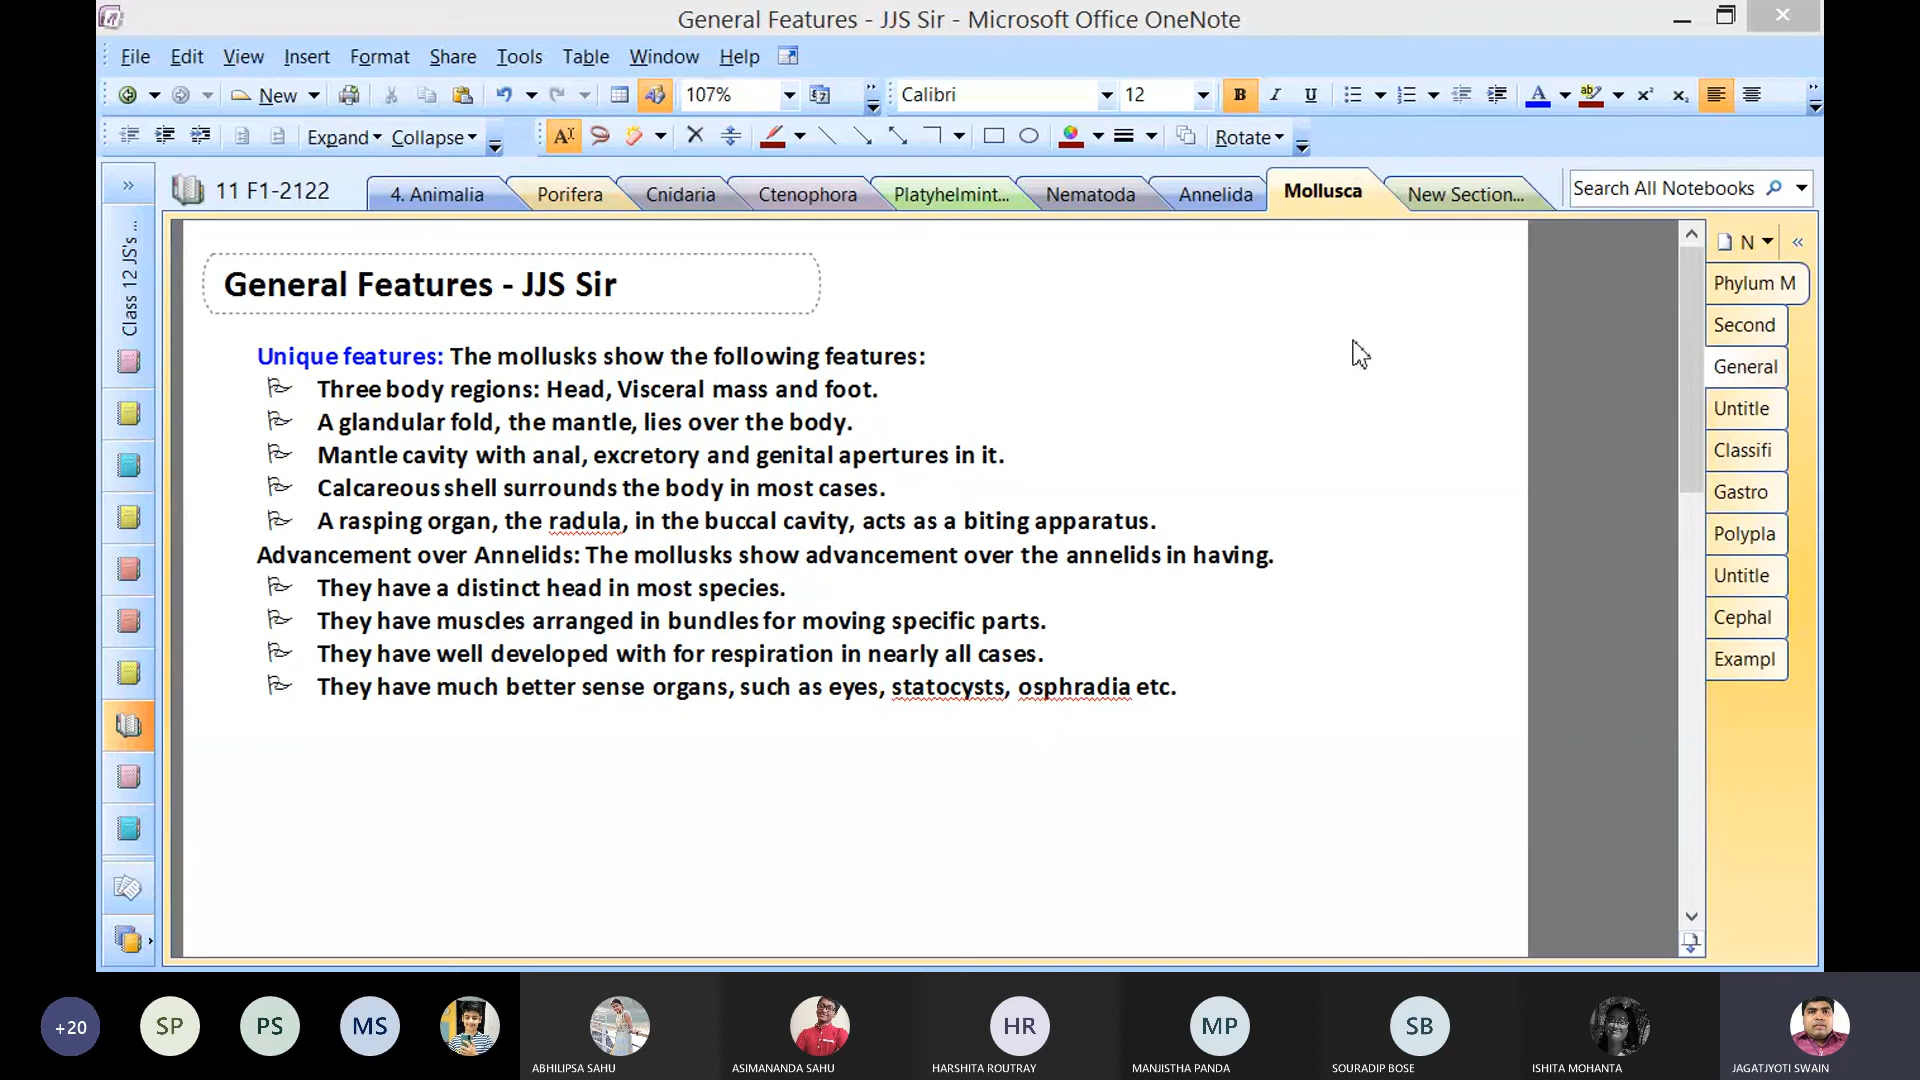 General Features - JJS Sir - Microsoft Office OneNote
File Edit View Insert Format Share Tools Table Window Help
New 107% Calibri 12 B I U
Expand Collapse Rotate
11 F1-2122 4. Animalia Porifera Cnidaria Ctenophora Platyhelmint... Nematoda Annelida Mollusca New Section... Search All Notebooks
Class 12 JS's ...
General Features - JJS Sir
Unique features: The mollusks show the following features:
Three body regions: Head, Visceral mass and foot.
A glandular fold, the mantle, lies over the body.
Mantle cavity with anal, excretory and genital apertures in it.
Calcareous shell surrounds the body in most cases.
A rasping organ, the radula, in the buccal cavity, acts as a biting apparatus.
Advancement over Annelids: The mollusks show advancement over the annelids in having.
They have a distinct head in most species.
They have muscles arranged in bundles for moving specific parts.
They have well developed with for respiration in nearly all cases.
They have much better sense organs, such as eyes, statocysts, osphradia etc.
N
Phylum M
Second
General
Untitle
Classifi
Gastro
Polypla
Untitle
Cephal
Exampl
+20 SP PS MS HR MP SB
ABHILIPSA SAHU ASIMANANDA SAHU HARSHITA ROUTRAY MANJISTHA PANDA SOURADIP BOSE ISHITA MOHANTA JAGATJYOTI SWAIN